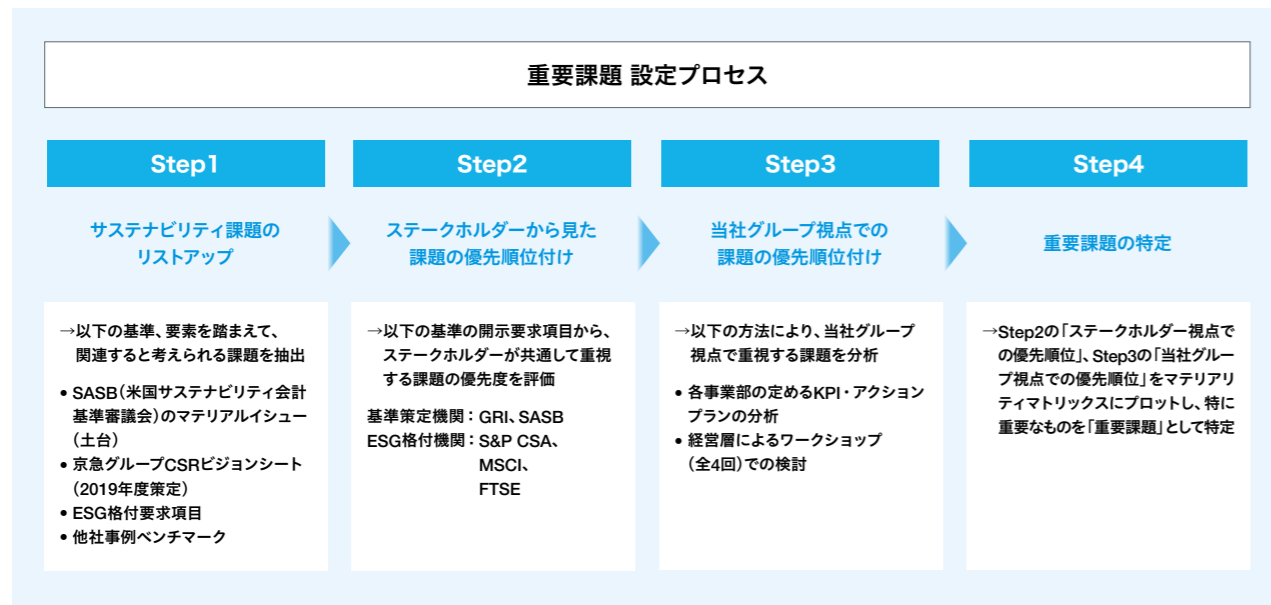 重要課題 設定プロセス
Step1
サステナビリティ課題の
リストアップ
→以下の基準、要素を踏まえて、
関連すると考えられる課題を抽出
• SASB（米国サステナビリティ会計
基準審議会）のマテリアルイシュー
（土台）
• 京急グループCSRビジョンシート
（2019年度策定）
• ESG格付要求項目
• 他社事例ベンチマーク
Step2
ステークホルダーから見た
課題の優先順位付け
→以下の基準の開示要求項目から、
ステークホルダーが共通して重視
する課題の優先度を評価
基準策定機関：GRI、SASB
ESG格付機関：S&P CSA、
MSCI、
FTSE
Step3
当社グループ視点での
課題の優先順位付け
→以下の方法により、当社グループ
視点で重視する課題を分析
• 各事業部の定めるKPI・アクション
プランの分析
• 経営層によるワークショップ
（全4回）での検討
Step4
重要課題の特定
→Step2の「ステークホルダー視点で
の優先順位」、Step3の「当社グルー
プ視点での優先順位」をマテリアリ
ティマトリックスにプロットし、特に
重要なものを「重要課題」として特定